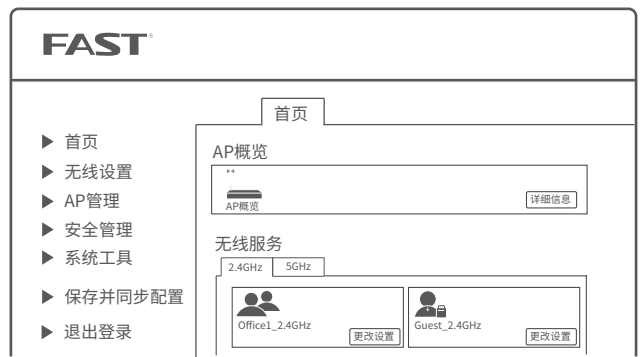 FAST®
首页
首页
无线设置
AP管理
安全管理
系统工具
保存并同步配置
退出登录
AP概览
AP概览
详细信息
无线服务
2.4GHz 5GHz
Office1_2.4GHz
更改设置
Guest_2.4GHz
更改设置